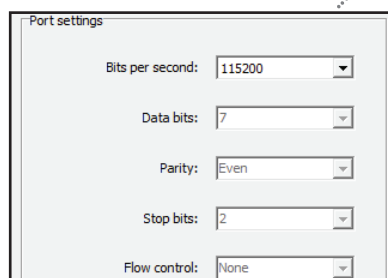 Port settings
Bits per second: 115200
Data bits: 7
Parity: Even
Stop bits: 2
Flow control: None